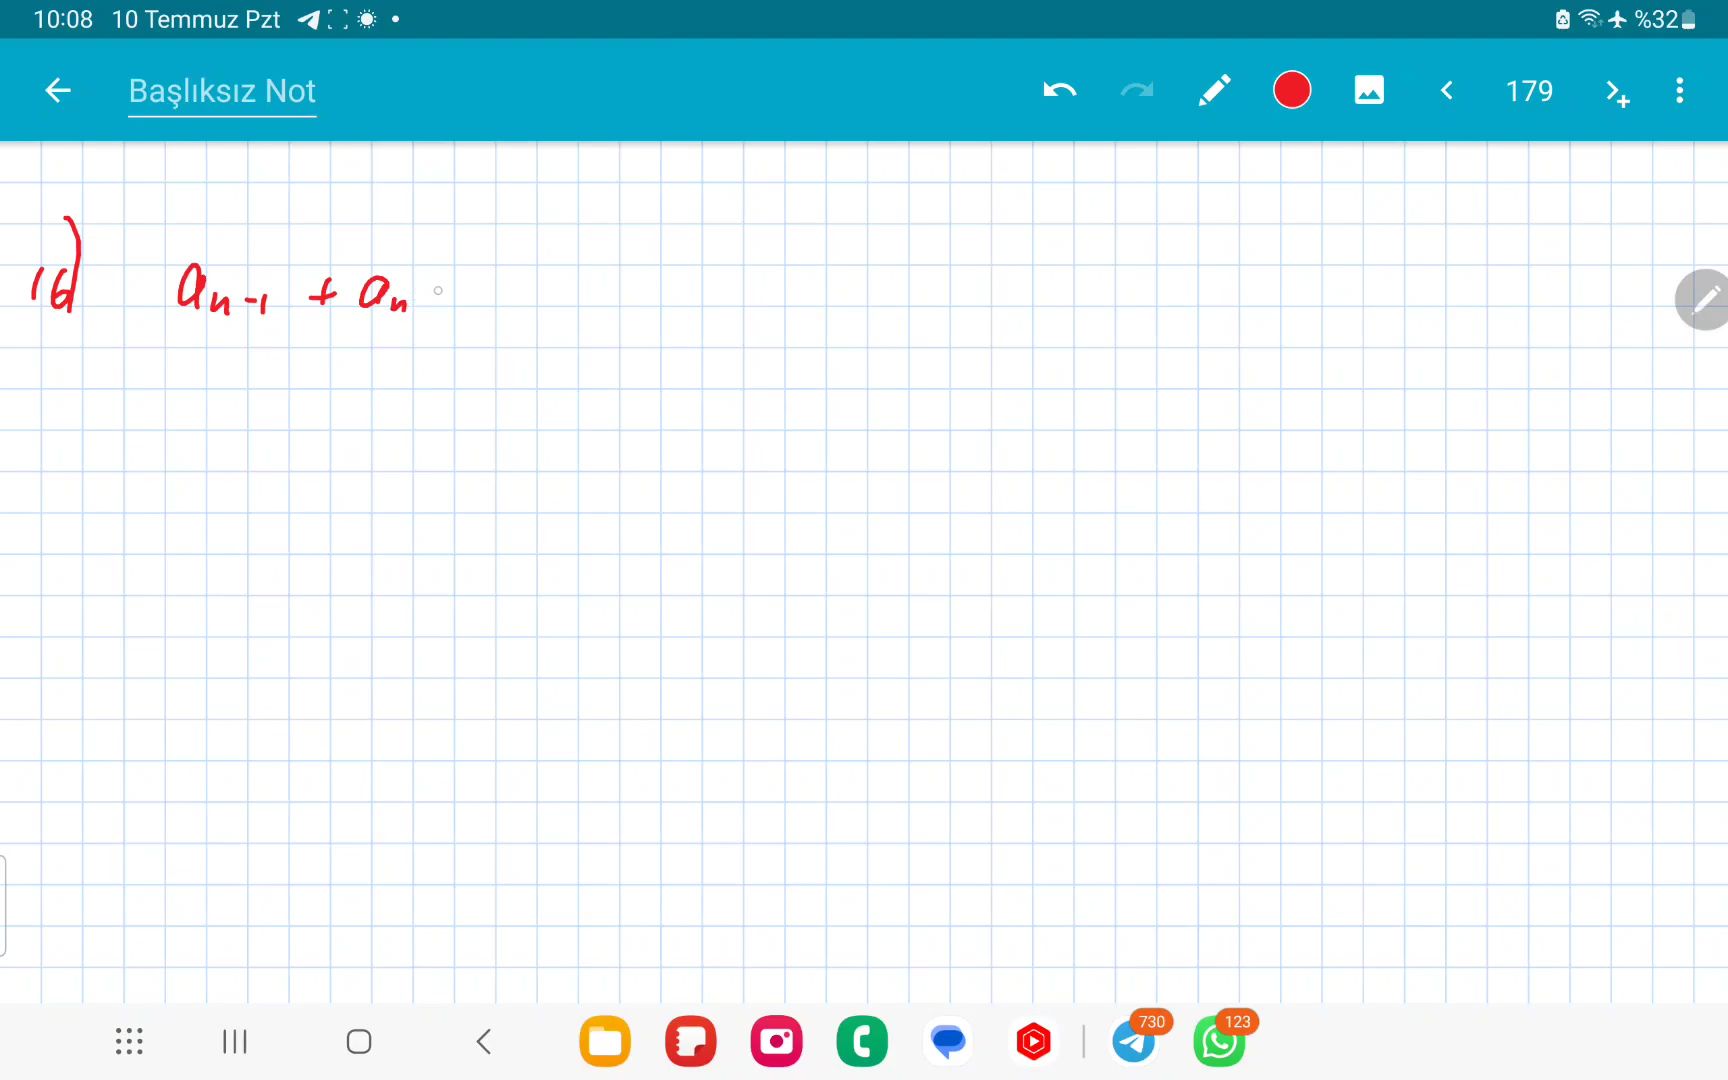 10:08 10 Temmuz Pzt %32
Başlıksız Not 179
16) aₙ₋₁ + aₙ
730 123